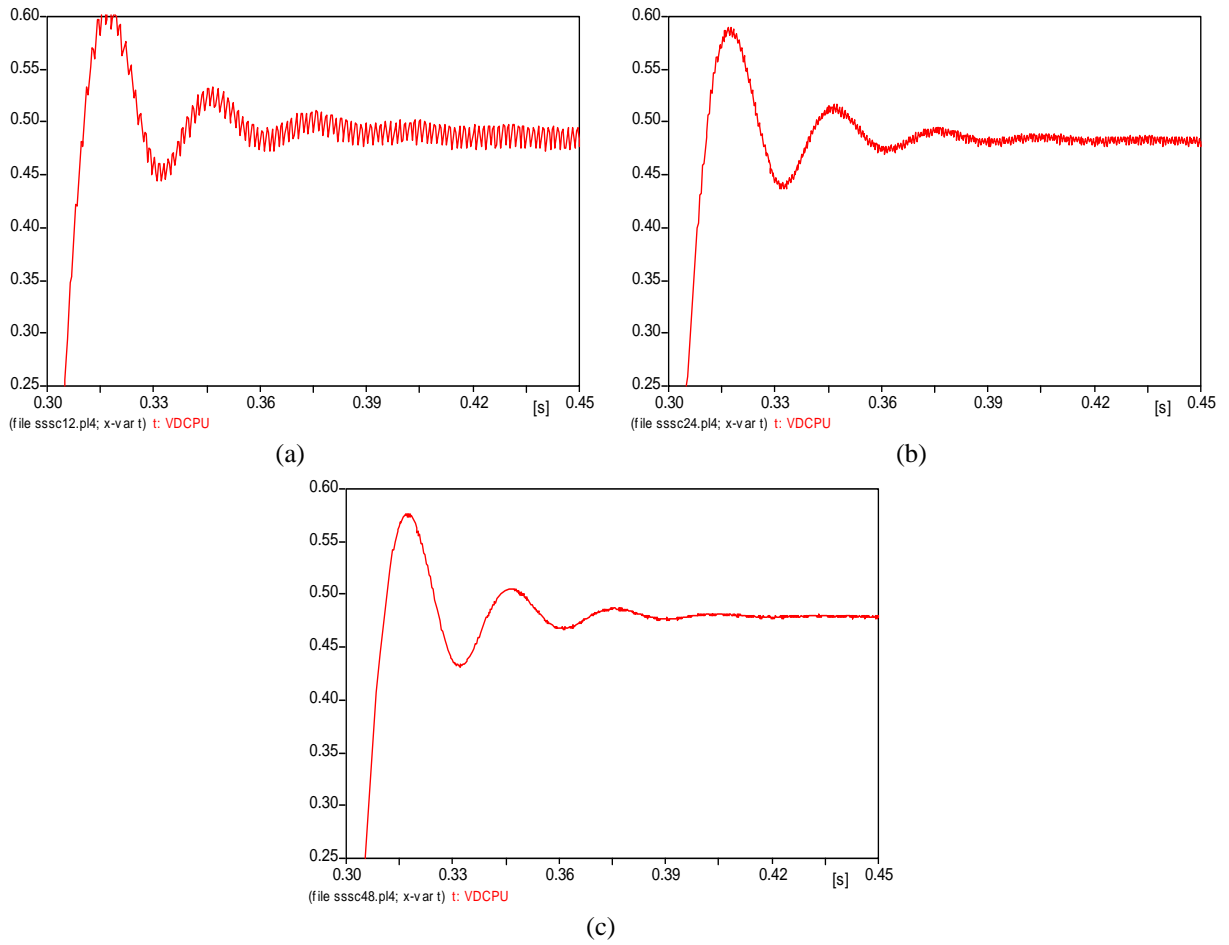 0.60
0.55
0.50
0.45
0.40
0.35
0.30
0.25
0.30 0.33 0.36 0.39 0.42 [s] 0.45
(file sssc12.pl4; x-var t) t: VDCPU
(a)
0.60
0.55
0.50
0.45
0.40
0.35
0.30
0.25
0.30 0.33 0.36 0.39 0.42 [s] 0.45
(file sssc24.pl4; x-var t) t: VDCPU
(b)
0.60
0.55
0.50
0.45
0.40
0.35
0.30
0.25
0.30 0.33 0.36 0.39 0.42 [s] 0.45
(file sssc48.pl4; x-var t) t: VDCPU
(c)